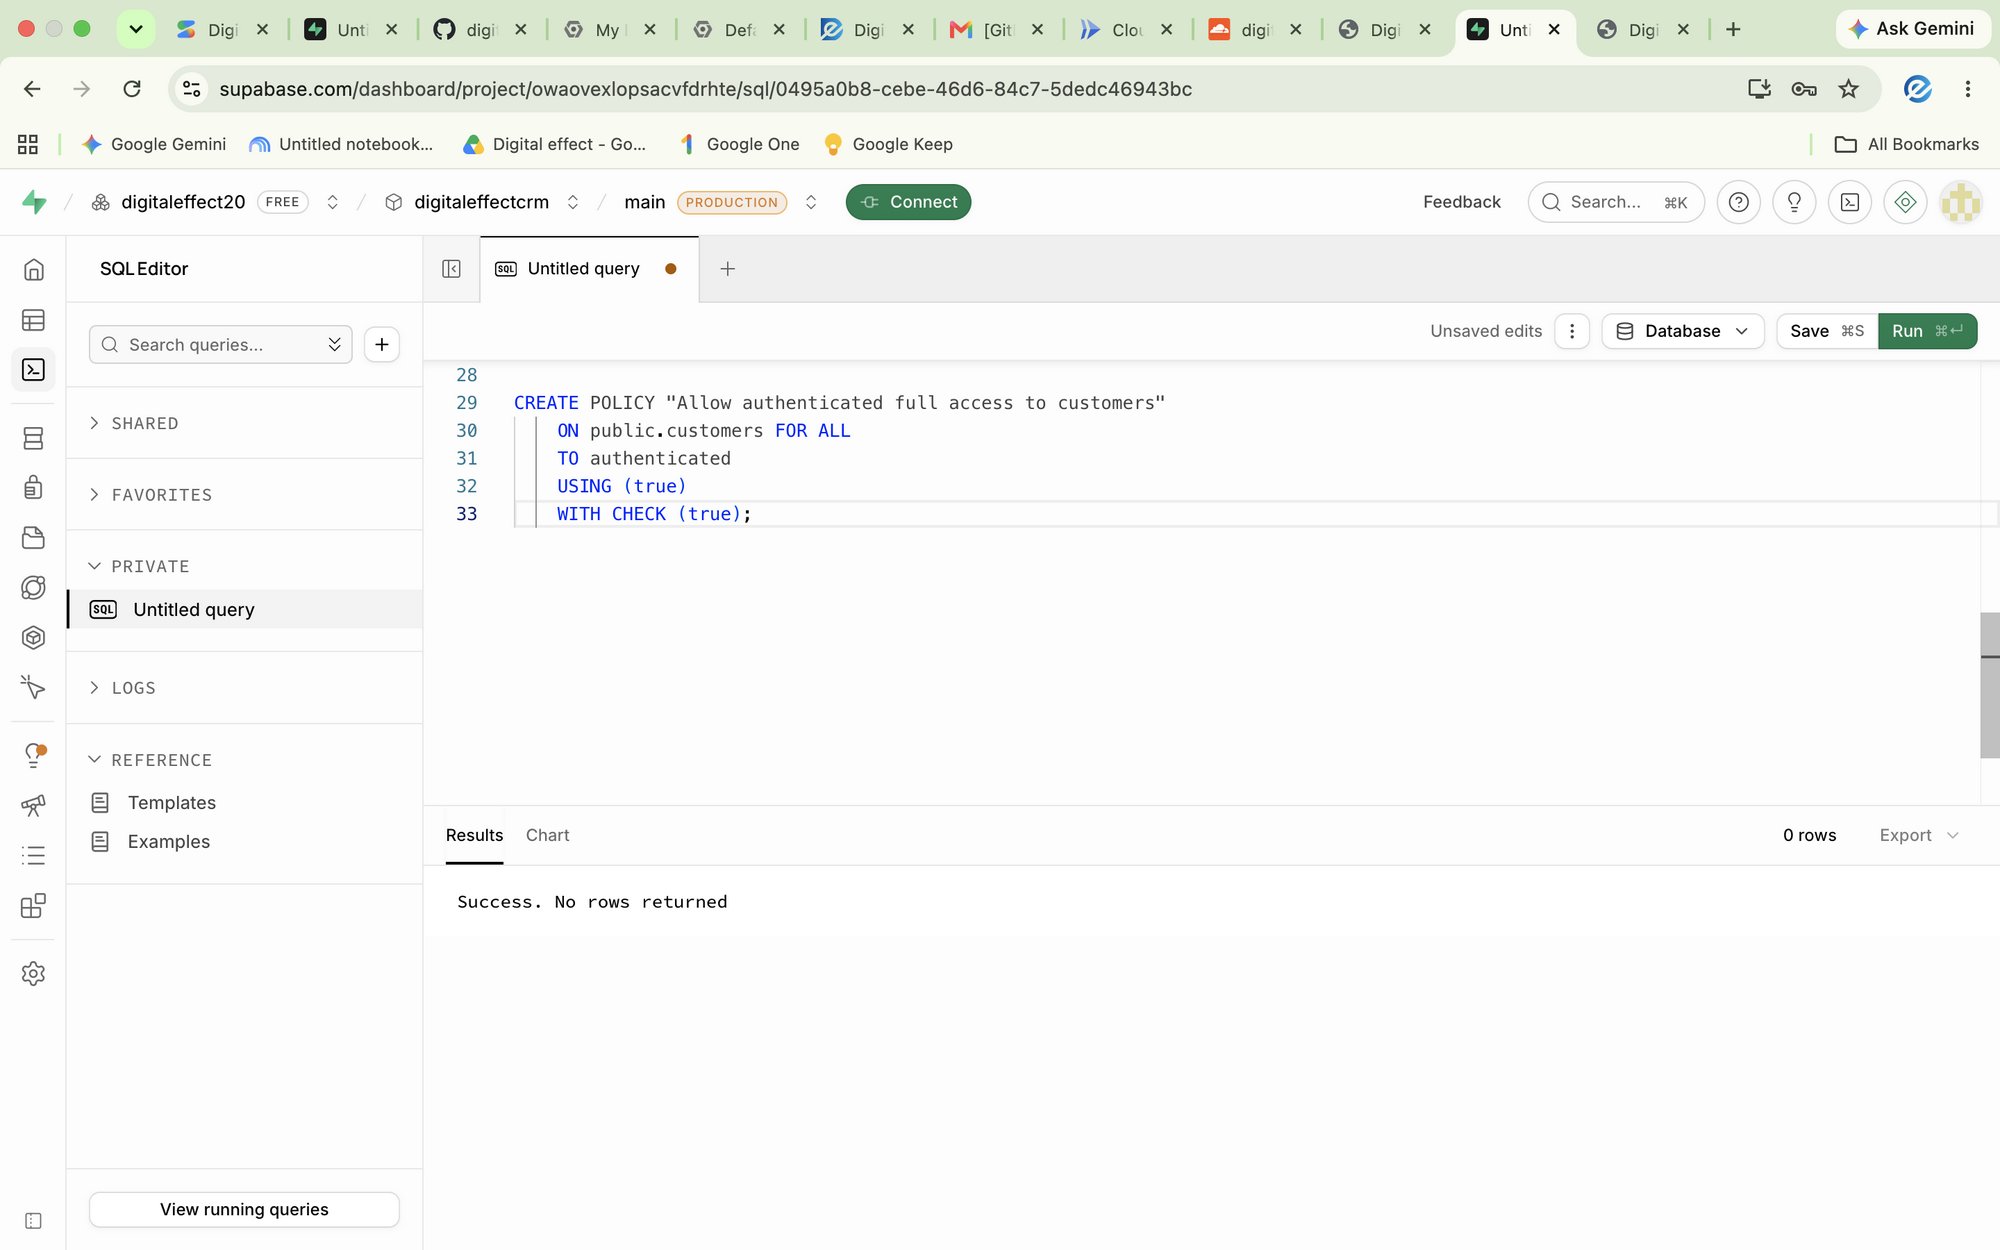 Digi
Unti
digi
My
Defa
Digi
[Git
Clou
digi
Digi
Unti
Digi
Ask Gemini
supabase.com/dashboard/project/owaovexlopsacvfdrhte/sql/0495a0b8-cebe-46d6-84c7-5dedc46943bc
Google Gemini
Untitled notebook...
Digital effect - Go...
Google One
Google Keep
All Bookmarks
digitaleffect20 FREE / digitaleffectcrm / main PRODUCTION Connect
Feedback
Search... ⌘K
SQL Editor
SQL Untitled query
Search queries...
Unsaved edits
Database
Save ⌘S
Run ⌘↵
SHARED
FAVORITES
PRIVATE
SQL Untitled query
LOGS
REFERENCE
Templates
Examples
View running queries
28
29 CREATE POLICY "Allow authenticated full access to customers"
30 ON public.customers FOR ALL
31 TO authenticated
32 USING (true)
33 WITH CHECK (true);
Results
Chart
0 rows
Export
Success. No rows returned